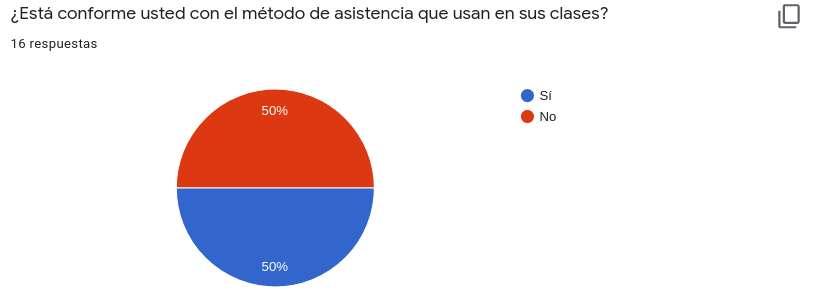 ¿Está conforme usted con el método de asistencia que usan en sus clases?
16 respuestas
50%
50%
Sí
No